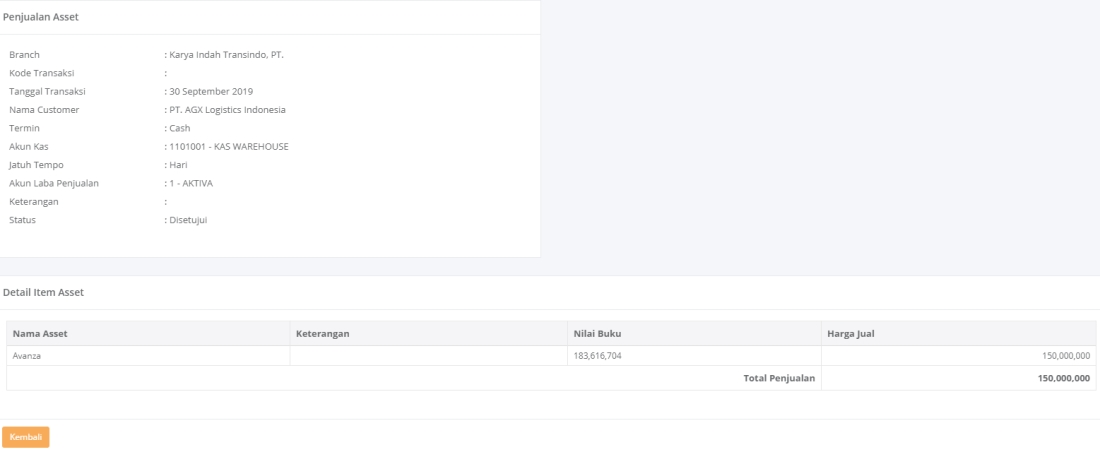 Penjualan Asset
Branch : Karya Indah Transindo, PT.
Kode Transaksi :
Tanggal Transaksi : 30 September 2019
Nama Customer : PT. AGX Logistics Indonesia
Termin : Cash
Akun Kas : 1101001 - KAS WAREHOUSE
Jatuh Tempo : Hari
Akun Laba Penjualan : 1 - AKTIVA
Keterangan :
Status : Disetujui
Detail Item Asset
Nama Asset Keterangan Nilai Buku Harga Jual
Avanza 183,616,704 150,000,000
Total Penjualan 150,000,000
Kembali